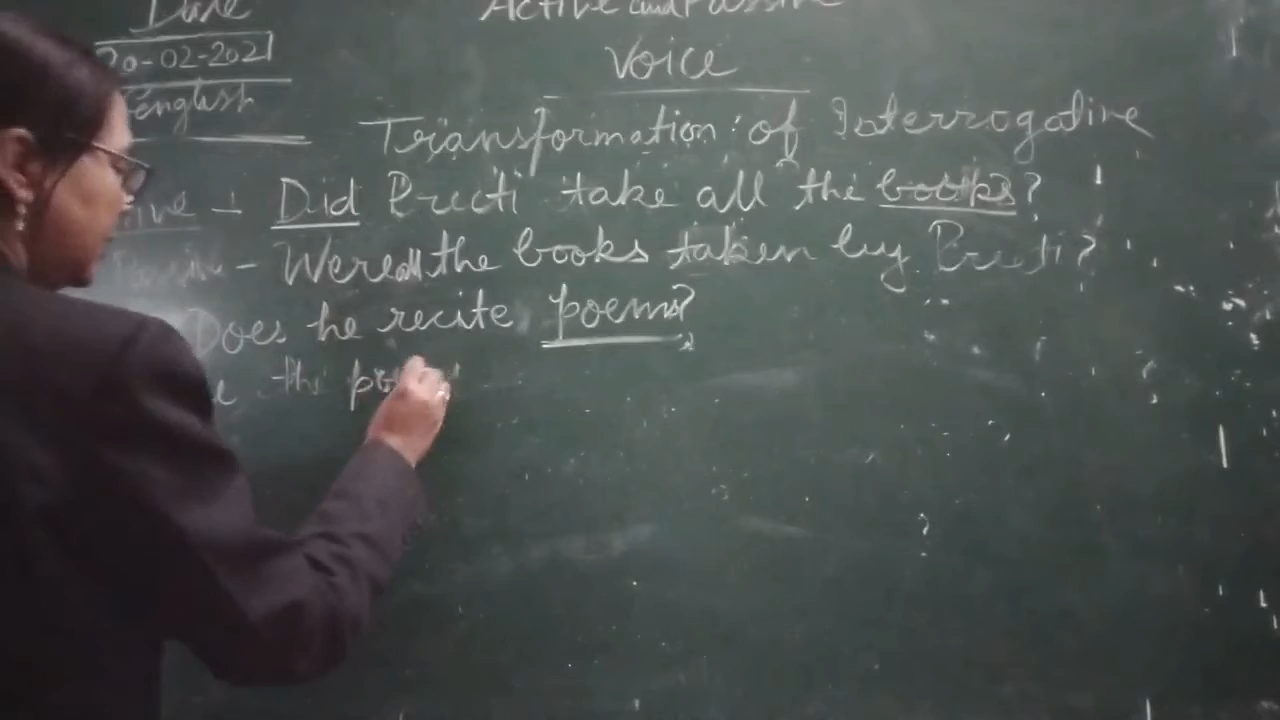 Date
20-02-2021
English
Active and Passive
Voice
Transformation of Interrogative
Did Preeti take all the books?
Were all the books taken by Preeti?
Does he recite poems?
the